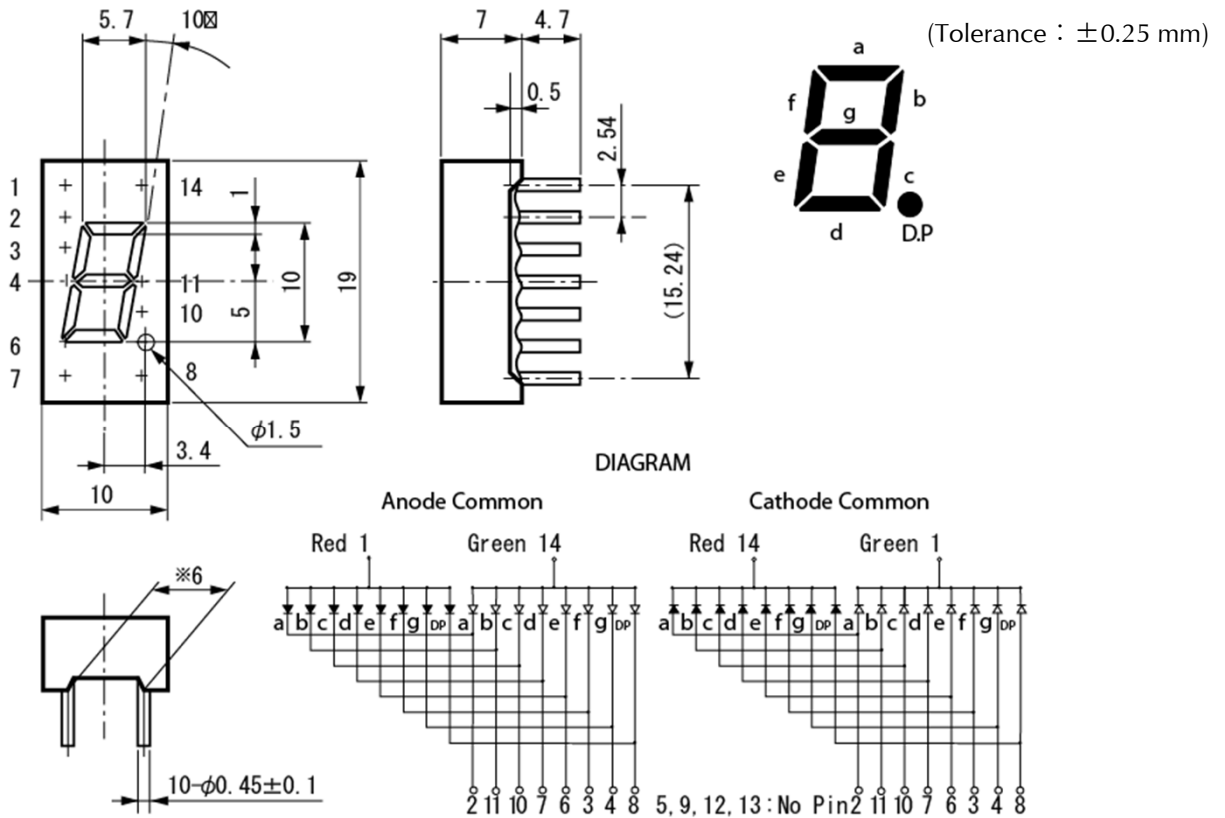 5.7
10
7
4.7
(Tolerance : ±0.25 mm)
a
0.5
f
b
g
2.54
1
14
1
e
c
2
3
d
D.P
4
11
10
19
(15.24)
10
5
6
7
8
φ1.5
3.4
DIAGRAM
10
Anode Common
Cathode Common
Red 1
Green 14
Red 14
Green 1
※6
a b c d e f g DP a b c d e f g DP
a b c d e f g DP a b c d e f g DP
10-φ0.45±0.1
2 11 10 7 6 3 4 8
5, 9, 12, 13:No Pin
2 11 10 7 6 3 4 8